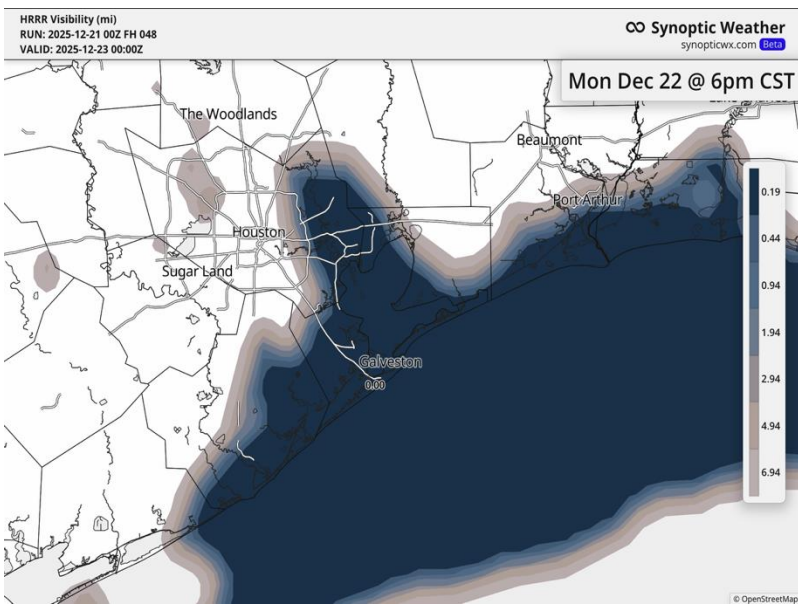 HRRR Visibility (mi)
RUN: 2025-12-21 00Z FH 048
VALID: 2025-12-23 00:00Z
Synoptic Weather
synopticwx.com Beta
Mon Dec 22 @ 6pm CST
The Woodlands
Beaumont
Port Arthur
Houston
Sugar Land
Galveston
0.00
0.19
0.44
0.94
1.94
2.94
4.94
6.94
© OpenStreetMap